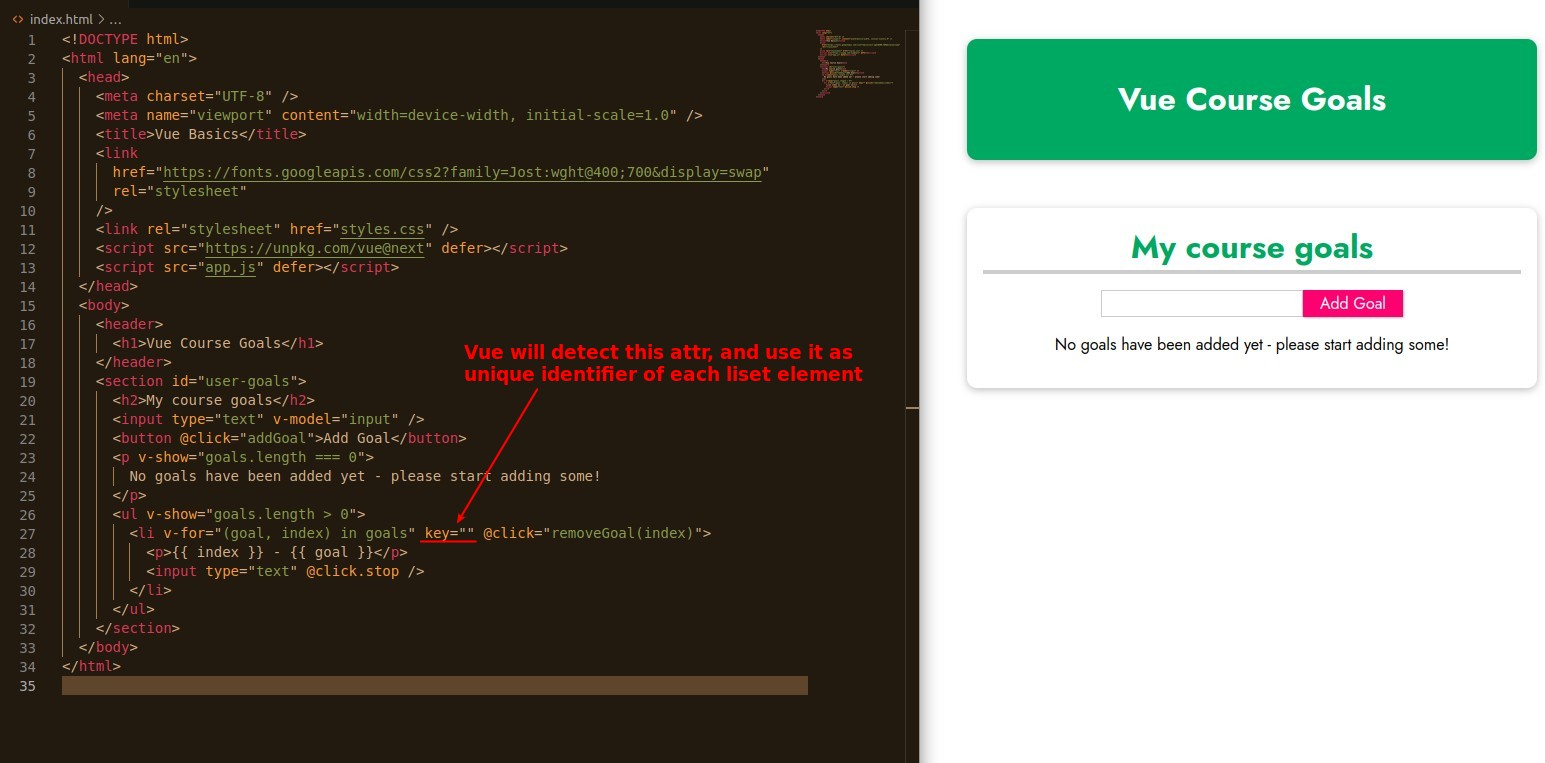 index.html > ...
1 <!DOCTYPE html>
2 <html lang="en">
3 <head>
4 <meta charset="UTF-8" />
5 <meta name="viewport" content="width=device-width, initial-scale=1.0" />
6 <title>Vue Basics</title>
7 <link
8 href="https://fonts.googleapis.com/css2?family=Jost:wght@400;700&display=swap"
9 rel="stylesheet"
10 />
11 <link rel="stylesheet" href="styles.css" />
12 <script src="https://unpkg.com/vue@next" defer></script>
13 <script src="app.js" defer></script>
14 </head>
15 <body>
16 <header>
17 <h1>Vue Course Goals</h1>
18 </header>
19 <section id="user-goals">
20 <h2>My course goals</h2>
21 <input type="text" v-model="input" />
22 <button @click="addGoal">Add Goal</button>
23 <p v-show="goals.length === 0">
24 No goals have been added yet - please start adding some!
25 </p>
26 <ul v-show="goals.length > 0">
27 <li v-for="(goal, index) in goals" key="" @click="removeGoal(index)">
28 <p>{{ index }} - {{ goal }}</p>
29 <input type="text" @click.stop />
30 </li>
31 </ul>
32 </section>
33 </body>
34 </html>
35
Vue will detect this attr, and use it as
unique identifier of each liset element
Vue Course Goals
My course goals
Add Goal
No goals have been added yet - please start adding some!